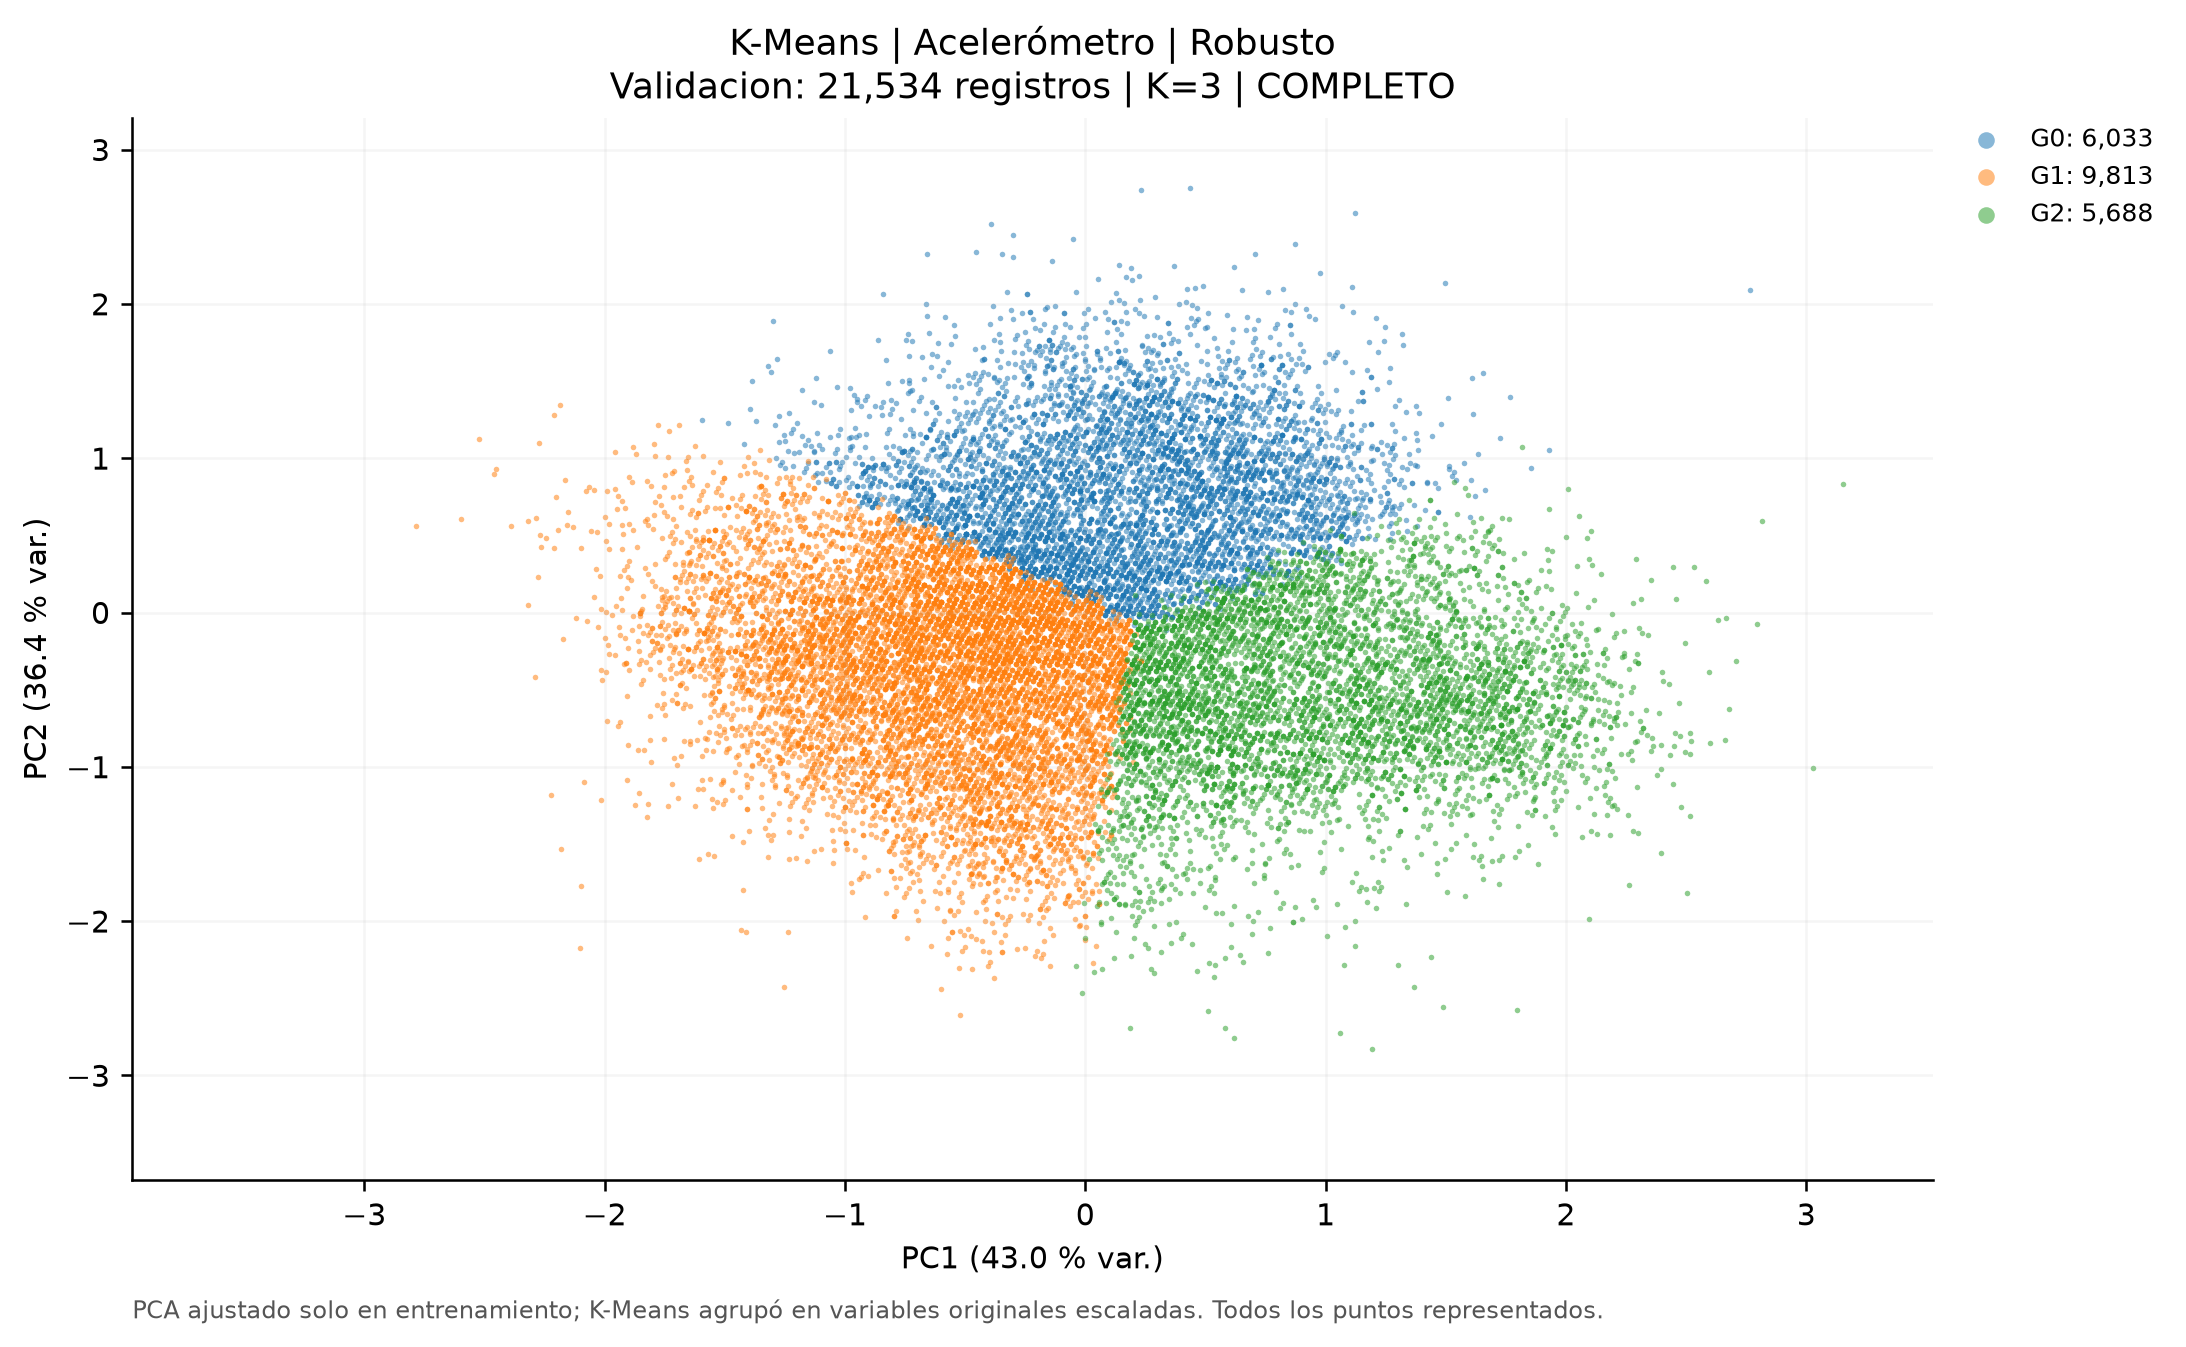 K-Means | Acelerómetro | Robusto
Validacion: 21,534 registros | K=3 | COMPLETO
G0: 6,033
G1: 9,813
G2: 5,688
PC2 (36.4 % var.)
3
2
1
0
−1
−2
−3
−3
−2
−1
0
1
2
3
PC1 (43.0 % var.)
PCA ajustado solo en entrenamiento; K-Means agrupó en variables originales escaladas. Todos los puntos representados.